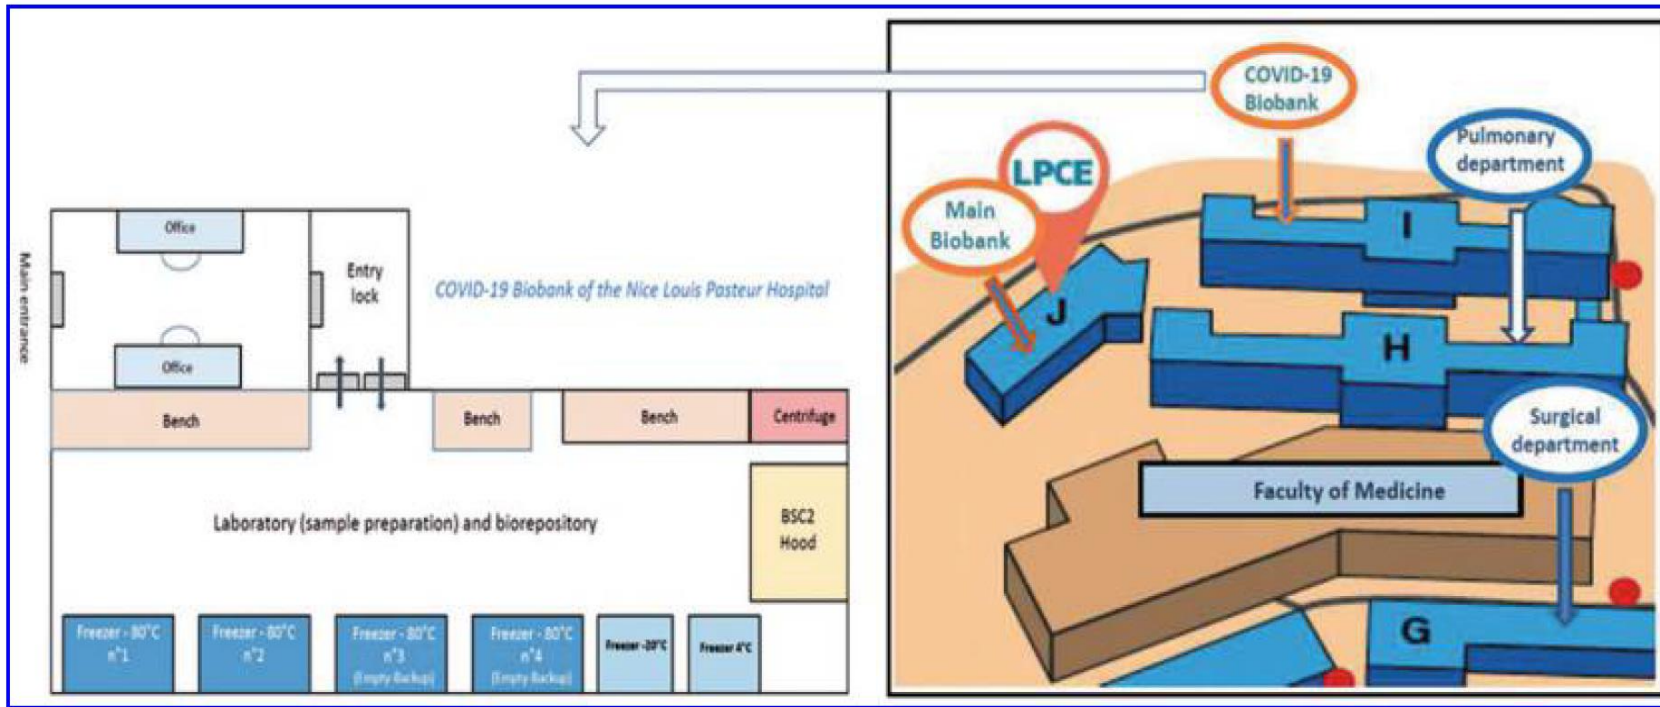 Main entrance
Office
Office
Entry
lock
COVID-19 Biobank of the Nice Louis Pasteur Hospital
Bench
Bench
Bench
Centrifuge
Laboratory (sample preparation) and biorepository
BSC2
Hood
Freezer - 80°C
n°1
Freezer - 80°C
n°2
Freezer - 80°C
n°3
(Empty Backup)
Freezer - 80°C
n°4
(Empty Backup)
Freezer -20°C
Freezer 4°C
COVID-19
Biobank
Pulmonary
department
LPCE
Main
Biobank
I
J
H
Surgical
department
Faculty of Medicine
G